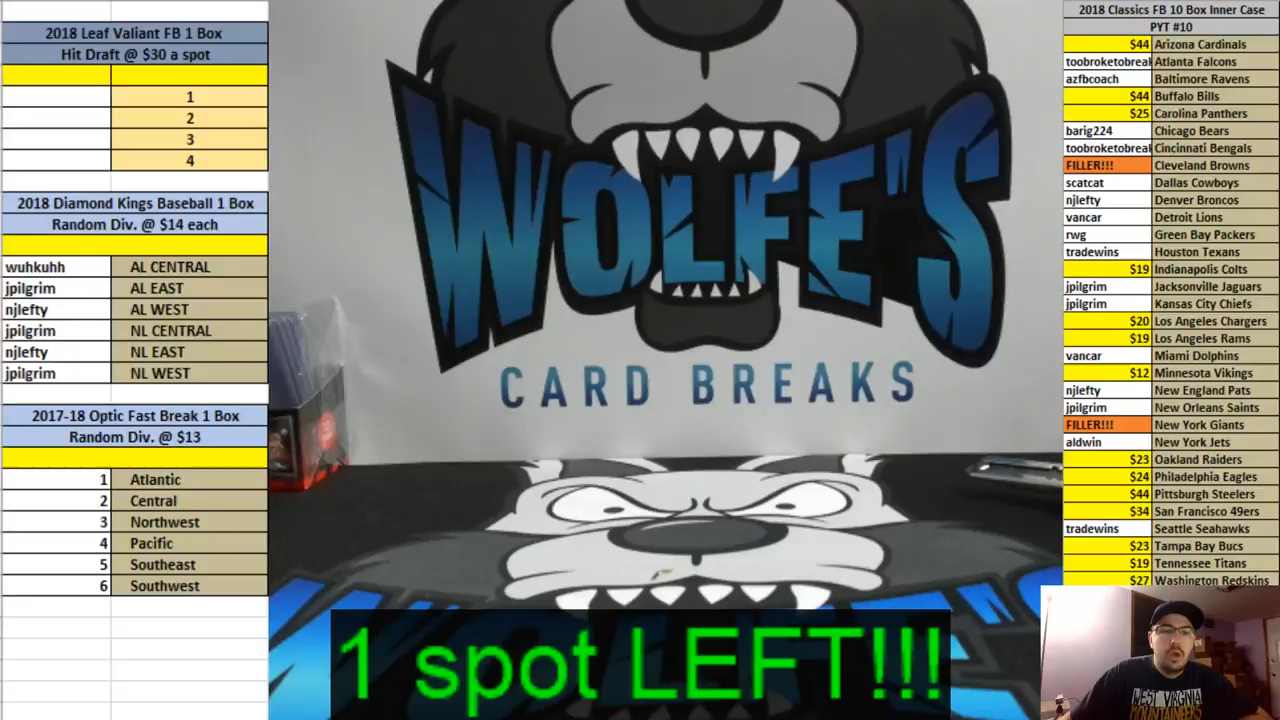 2018 Leaf Valiant FB 1 Box
Hit Draft @ $30 a spot
1
2
3
4
2018 Diamond Kings Baseball 1 Box
Random Div. @ $14 each
wuhkuhh AL CENTRAL
jpilgrim AL EAST
njlefty AL WEST
jpilgrim NL CENTRAL
njlefty NL EAST
jpilgrim NL WEST
2017-18 Optic Fast Break 1 Box
Random Div. @ $13
1 Atlantic
2 Central
3 Northwest
4 Pacific
5 Southeast
6 Southwest
WOLFE'S
CARD BREAKS
1 spot LEFT!!!
2018 Classics FB 10 Box Inner Case
PYT #10
$44 Arizona Cardinals
toobroketobreak Atlanta Falcons
azfbcoach Baltimore Ravens
$44 Buffalo Bills
$25 Carolina Panthers
barig224 Chicago Bears
toobroketobreak Cincinnati Bengals
FILLER!!! Cleveland Browns
scatcat Dallas Cowboys
njlefty Denver Broncos
vancar Detroit Lions
rwg Green Bay Packers
tradewins Houston Texans
$19 Indianapolis Colts
jpilgrim Jacksonville Jaguars
jpilgrim Kansas City Chiefs
$20 Los Angeles Chargers
$19 Los Angeles Rams
vancar Miami Dolphins
$12 Minnesota Vikings
njlefty New England Pats
jpilgrim New Orleans Saints
FILLER!!! New York Giants
aldwin New York Jets
$23 Oakland Raiders
$24 Philadelphia Eagles
$44 Pittsburgh Steelers
$34 San Francisco 49ers
tradewins Seattle Seahawks
$23 Tampa Bay Bucs
$19 Tennessee Titans
$27 Washington Redskins
WEST VIRGINIA
MOUNTAINEERS